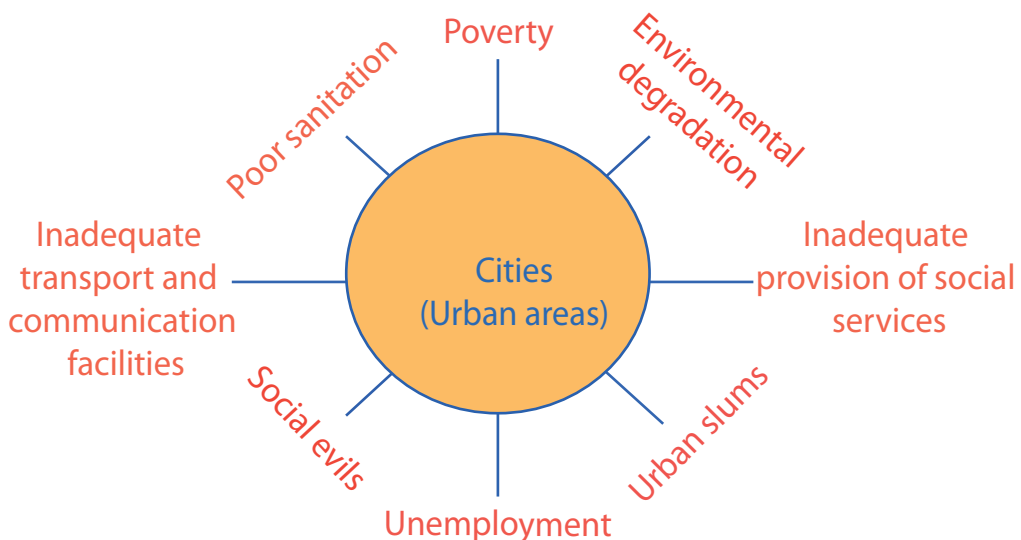 Poverty
Environmental
degradation
Poor sanitation
Inadequate
transport and
communication
facilities
Cities
(Urban areas)
Inadequate
provision of social
services
Social evils
Urban slums
Unemployment